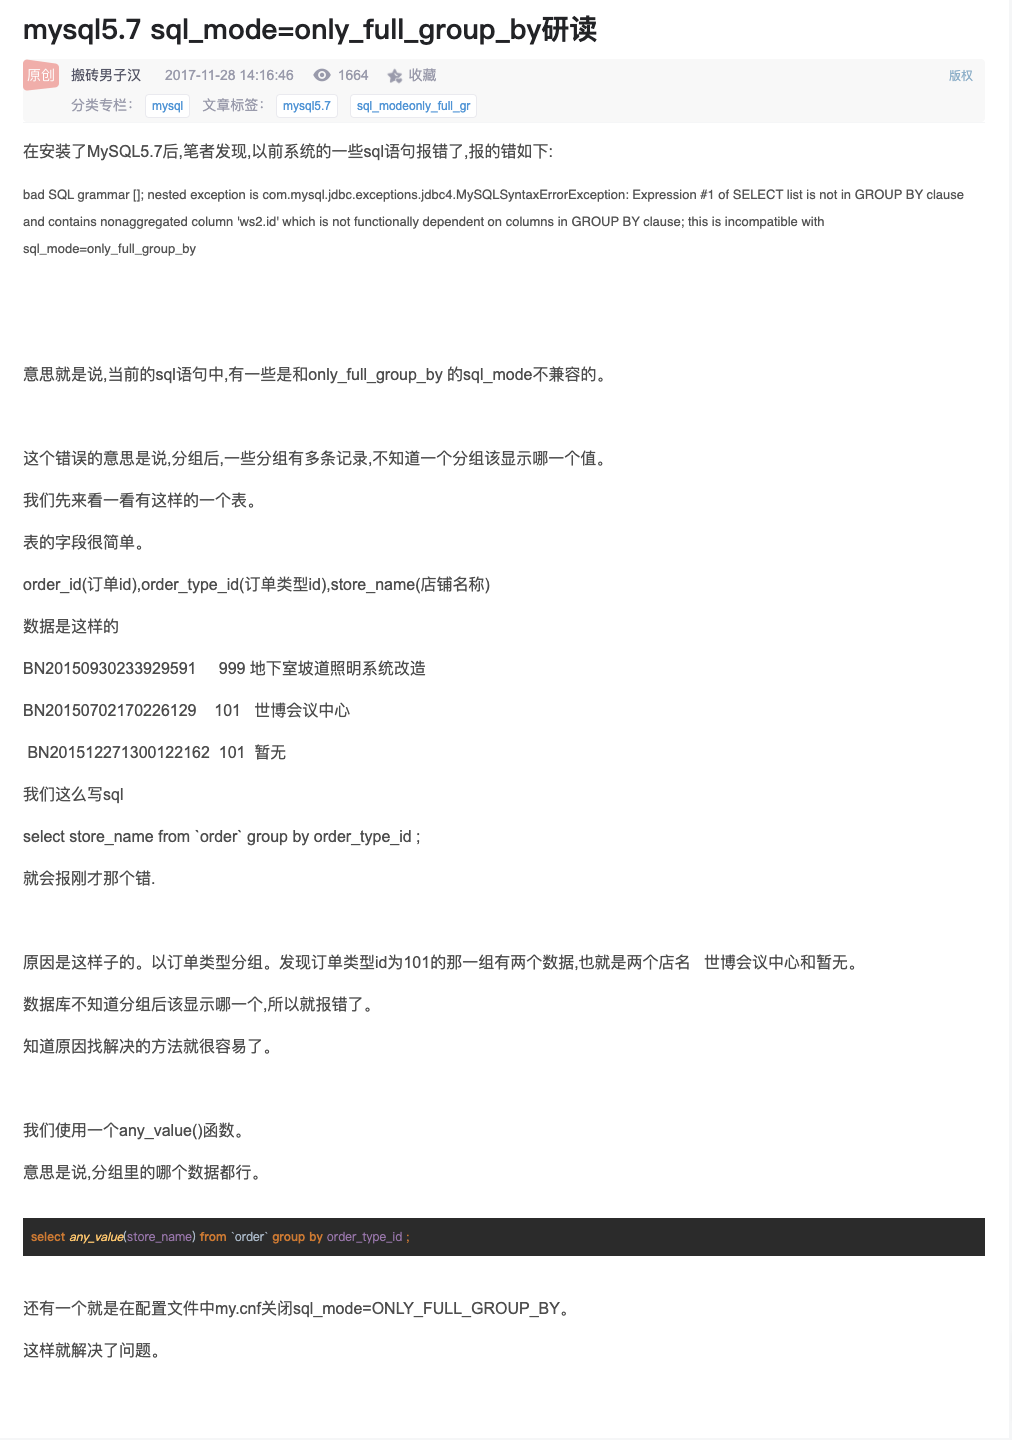 mysql5.7 sql_mode=only_full_group_by研读
原创 搬砖男子汉 2017-11-28 14:16:46 1664 收藏 版权
分类专栏： mysql 文章标签： mysql5.7 sql_modeonly_full_gr
在安装了MySQL5.7后,笔者发现,以前系统的一些sql语句报错了,报的错如下:
bad SQL grammar []; nested exception is com.mysql.jdbc.exceptions.jdbc4.MySQLSyntaxErrorException: Expression #1 of SELECT list is not in GROUP BY clause
and contains nonaggregated column 'ws2.id' which is not functionally dependent on columns in GROUP BY clause; this is incompatible with
sql_mode=only_full_group_by
意思就是说,当前的sql语句中,有一些是和only_full_group_by 的sql_mode不兼容的。
这个错误的意思是说,分组后,一些分组有多条记录,不知道一个分组该显示哪一个值。
我们先来看一看有这样的一个表。
表的字段很简单。
order_id(订单id),order_type_id(订单类型id),store_name(店铺名称)
数据是这样的
BN20150930233929591 999 地下室坡道照明系统改造
BN20150702170226129 101 世博会议中心
BN201512271300122162 101 暂无
我们这么写sql
select store_name from `order` group by order_type_id ;
就会报刚才那个错.
原因是这样子的。以订单类型分组。发现订单类型id为101的那一组有两个数据,也就是两个店名 世博会议中心和暂无。
数据库不知道分组后该显示哪一个,所以就报错了。
知道原因找解决的方法就很容易了。
我们使用一个any_value()函数。
意思是说,分组里的哪个数据都行。
select any_value(store_name) from `order` group by order_type_id ;
还有一个就是在配置文件中my.cnf关闭sql_mode=ONLY_FULL_GROUP_BY。
这样就解决了问题。